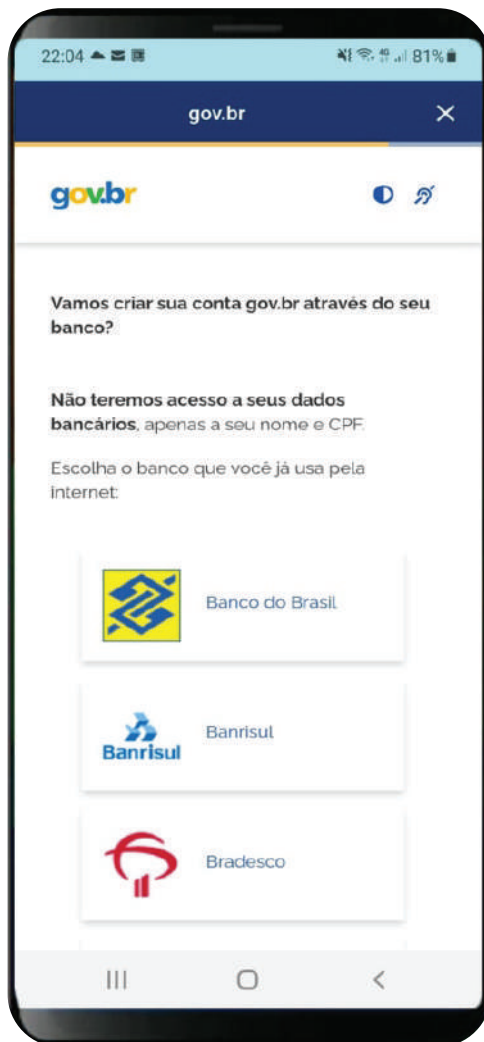 22:04
81%
gov.br
gov.br
Vamos criar sua conta gov.br através do seu
banco?
Não teremos acesso a seus dados
bancários, apenas a seu nome e CPF.
Escolha o banco que você já usa pela
internet:
Banco do Brasil
Banrisul
Banrisul
Bradesco